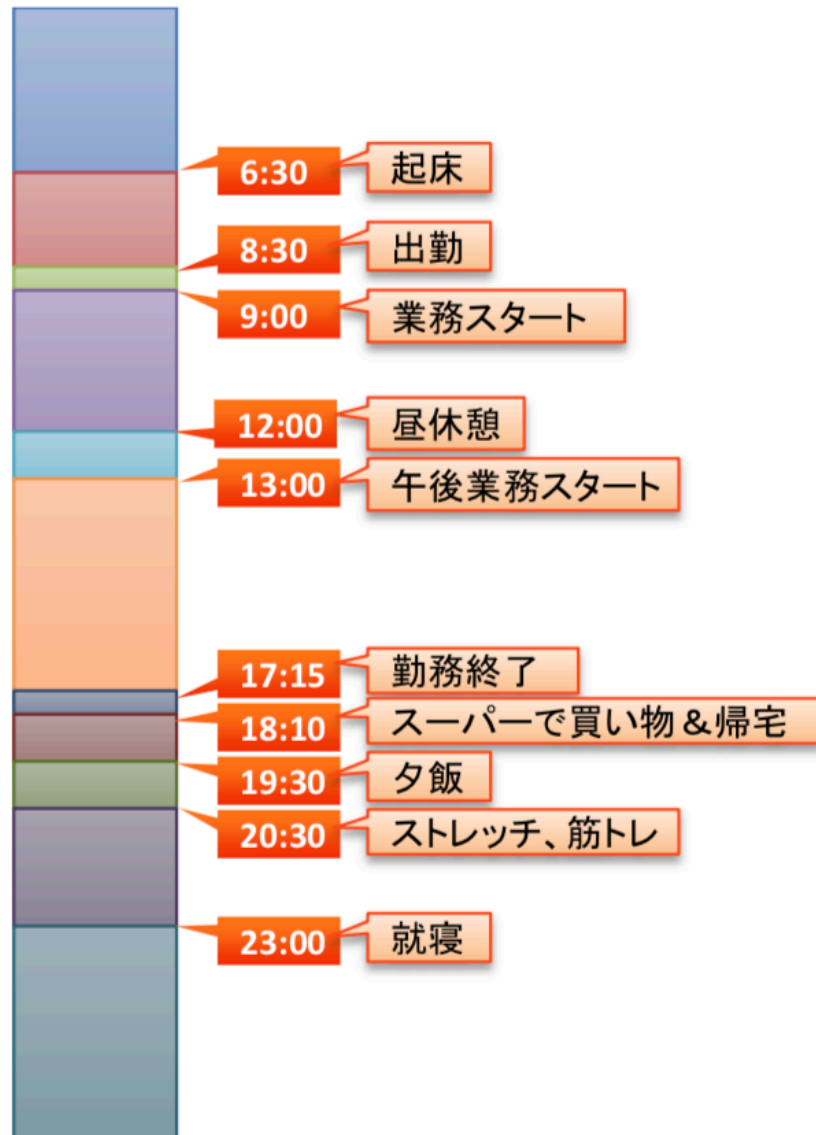 6:30 起床
8:30 出勤
9:00 業務スタート
12:00 昼休憩
13:00 午後業務スタート
17:15 勤務終了
18:10 スーパーで買い物&帰宅
19:30 夕飯
20:30 ストレッチ、筋トレ
23:00 就寝